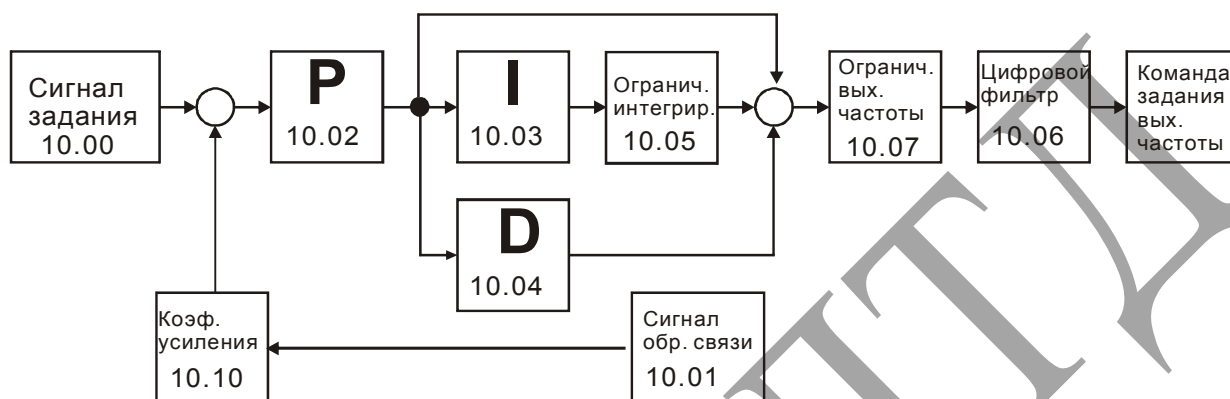 Сигнал
задания
10.00
P
10.02
I
10.03
Огранич.
интегрир.
10.05
Огранич.
вых.
частоты
10.07
Цифровой
фильтр
10.06
Команда
задания
вых.
частоты
D
10.04
Коэф.
усиления
10.10
Сигнал
обр. связи
10.01